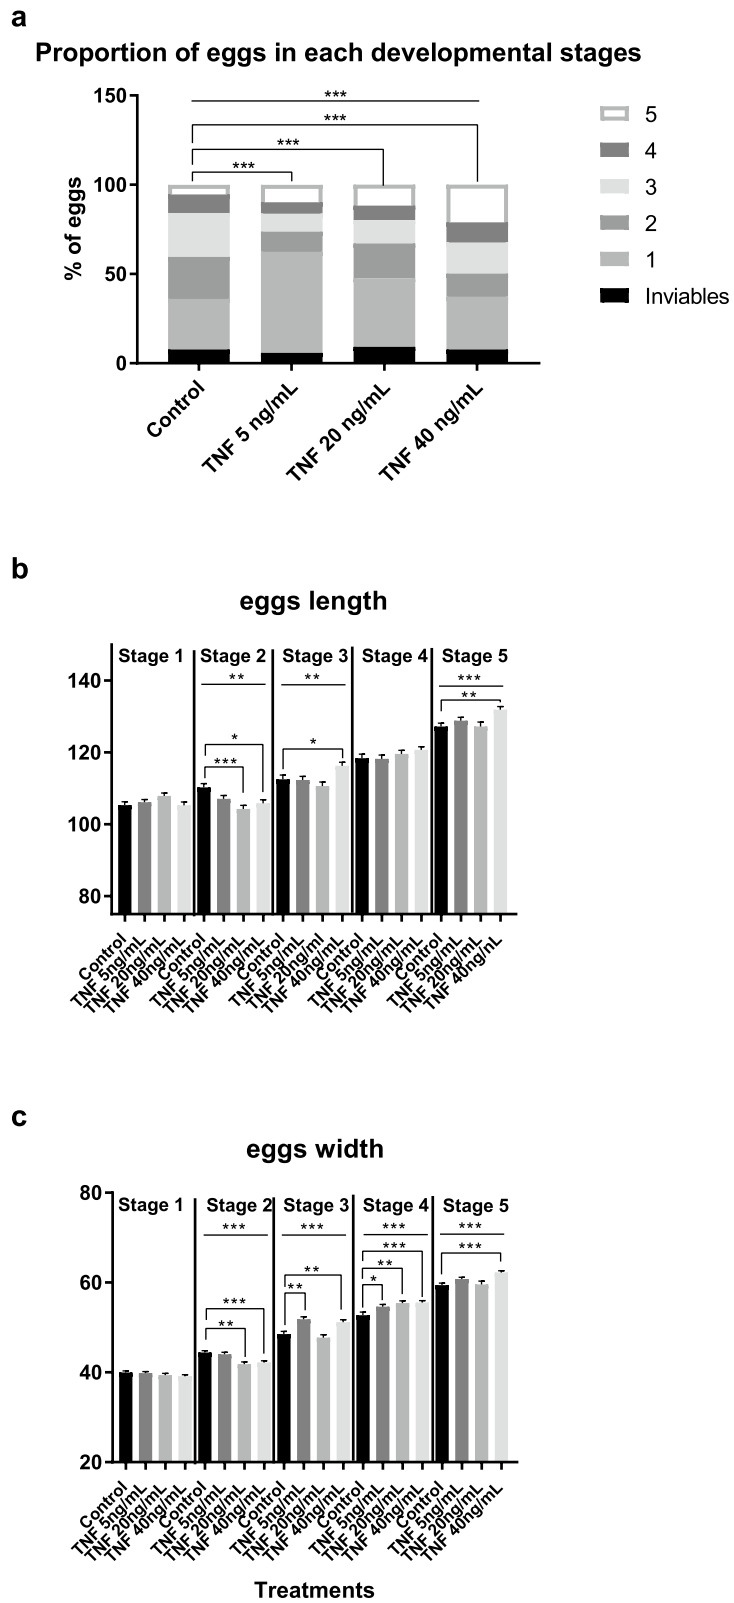 a
Proportion of eggs in each developmental stages
150
100
50
0
% of eggs
***
***
***
***
5
4
3
2
1
Inviables
Control
TNF 5 ng/mL
TNF 20 ng/mL
TNF 40 ng/mL
b
eggs length
140
120
100
80
Stage 1
Stage 2
Stage 3
Stage 4
Stage 5
**
**
***
**
*
***
*
Control
TNF 5ng/mL
TNF 20ng/mL
TNF 40ng/mL
Control
TNF 5ng/mL
TNF 20ng/mL
TNF 40ng/mL
Control
TNF 5ng/mL
TNF 20ng/ml
TNF 40ng/mL
Control
TNF 5ng/mL
TNF 20ng/mL
TNF 40ng/mL
Control
TNF 5ng/mL
TNF 20ng/mL
TNF 40ng/nL
c
eggs width
80
60
40
20
Stage 1
Stage 2
Stage 3
Stage 4
Stage 5
***
***
***
***
***
**
**
**
***
**
*
***
Control
TNF 5ng/mL
TNF 20ng/mL
TNF 40ng/mL
Control
TNF 5ng/mL
TNF 20ng/mL
TNF 40ng/mL
Control
TNF 5ng/mL
TNF 20ng/mL
TNF 40ng/mL
Control
TNF 5ng/mL
TNF 20ng/mL
TNF 40ng/mL
Control
TNF 5ng/mL
TNF 20ng/mL
TNF 40ng/nL
Treatments